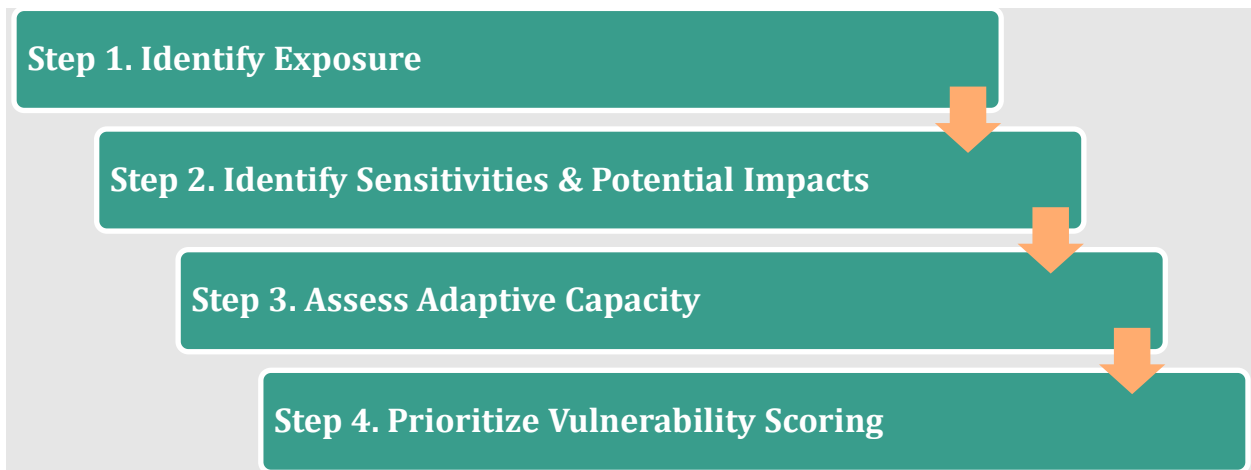 Step 1. Identify Exposure
Step 2. Identify Sensitivities & Potential Impacts
Step 3. Assess Adaptive Capacity
Step 4. Prioritize Vulnerability Scoring